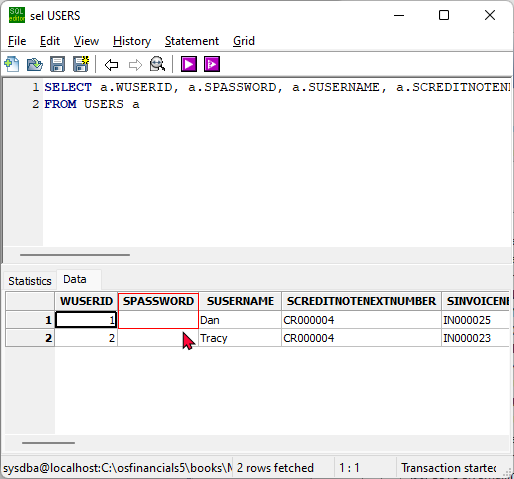 SQL editor sel USERS
File Edit View History Statement Grid
1 SELECT a.WUSERID, a.SPASSWORD, a.SUSERNAME, a.SCREDITNOTENE
2 FROM USERS a
Statistics Data
WUSERID SPASSWORD SUSERNAME SCREDITNOTENEXTNUMBER SINVOICENE
1 1 Dan CR000004 IN000025
2 2 Tracy CR000004 IN000023
sysdba@localhost:C:\osfinancials5\books\M 2 rows fetched 1 : 1 Transaction started